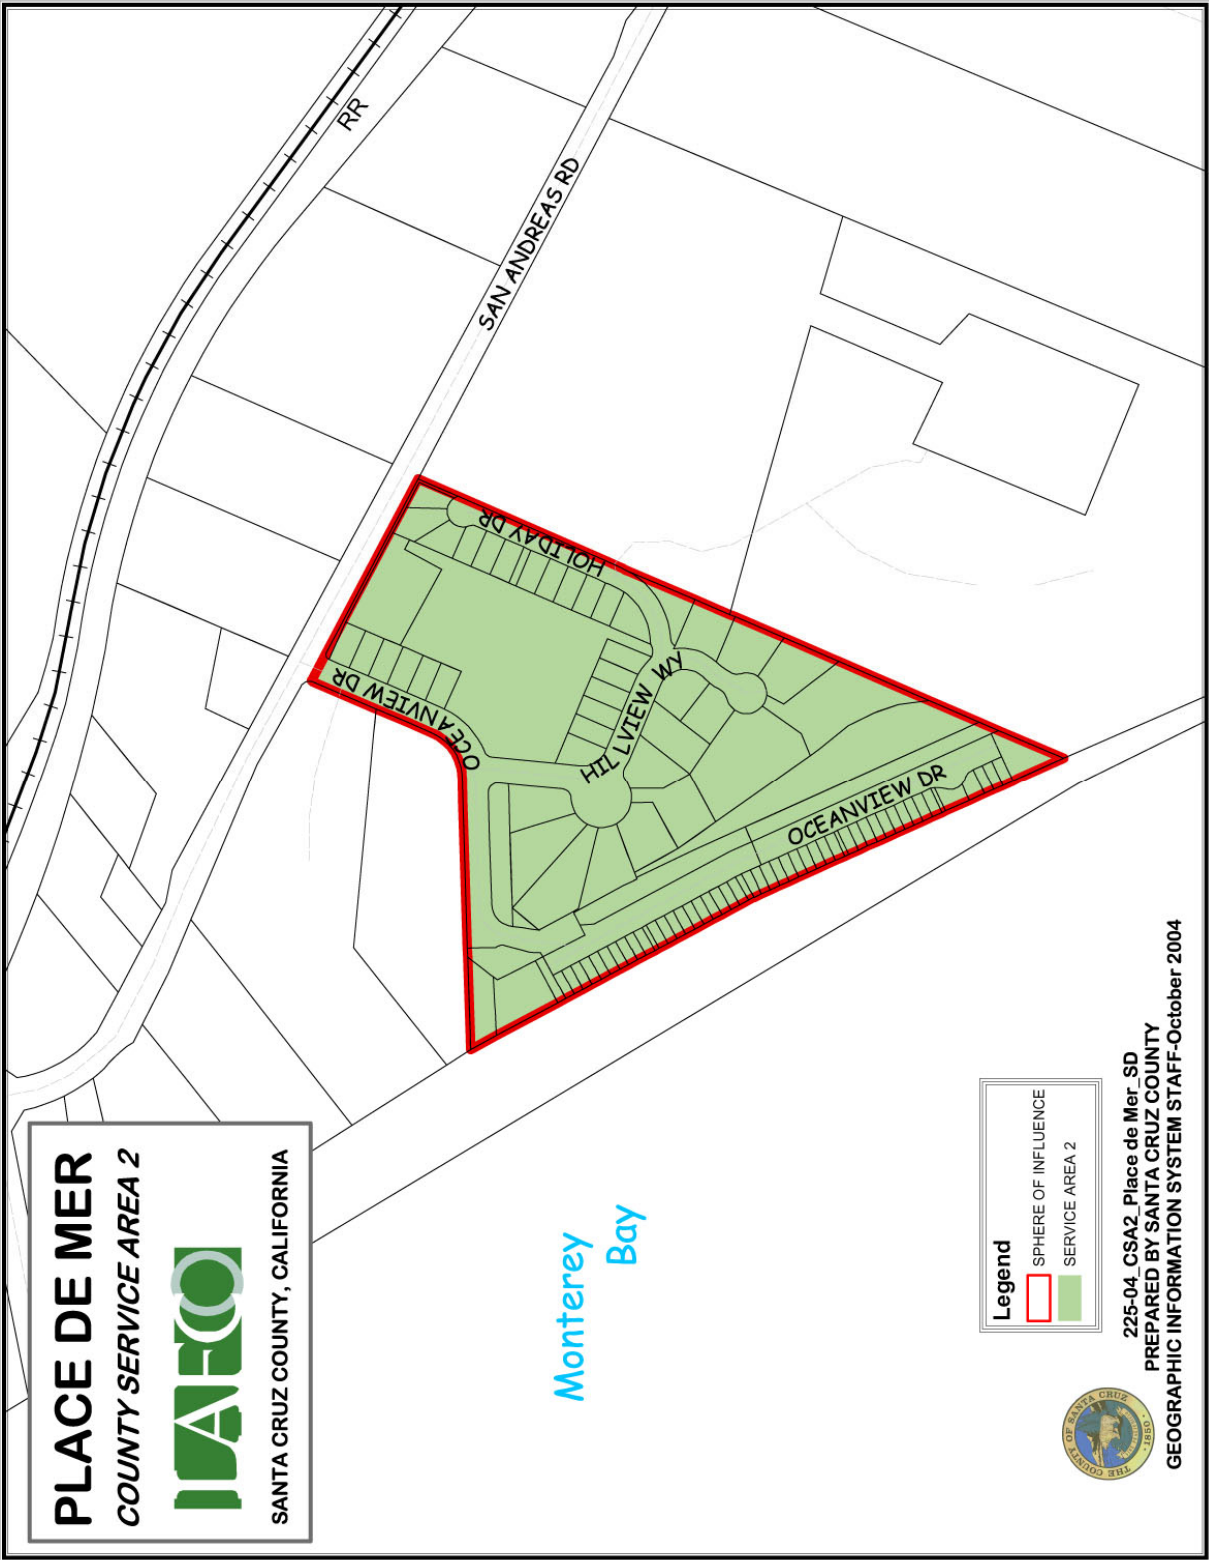 PLACE DE MER
COUNTY SERVICE AREA 2
LAFCO
SANTA CRUZ COUNTY, CALIFORNIA
RR
SAN ANDREAS RD
HOLIDAY DR
OCEANVIEW DR
HILLVIEW WY
OCEANVIEW DR
Monterey
Bay
Legend
SPHERE OF INFLUENCE
SERVICE AREA 2
THE COUNTY OF SANTA CRUZ
·1850·
225-04_CSA2_Place de Mer_SD
PREPARED BY SANTA CRUZ COUNTY
GEOGRAPHIC INFORMATION SYSTEM STAFF-October 2004